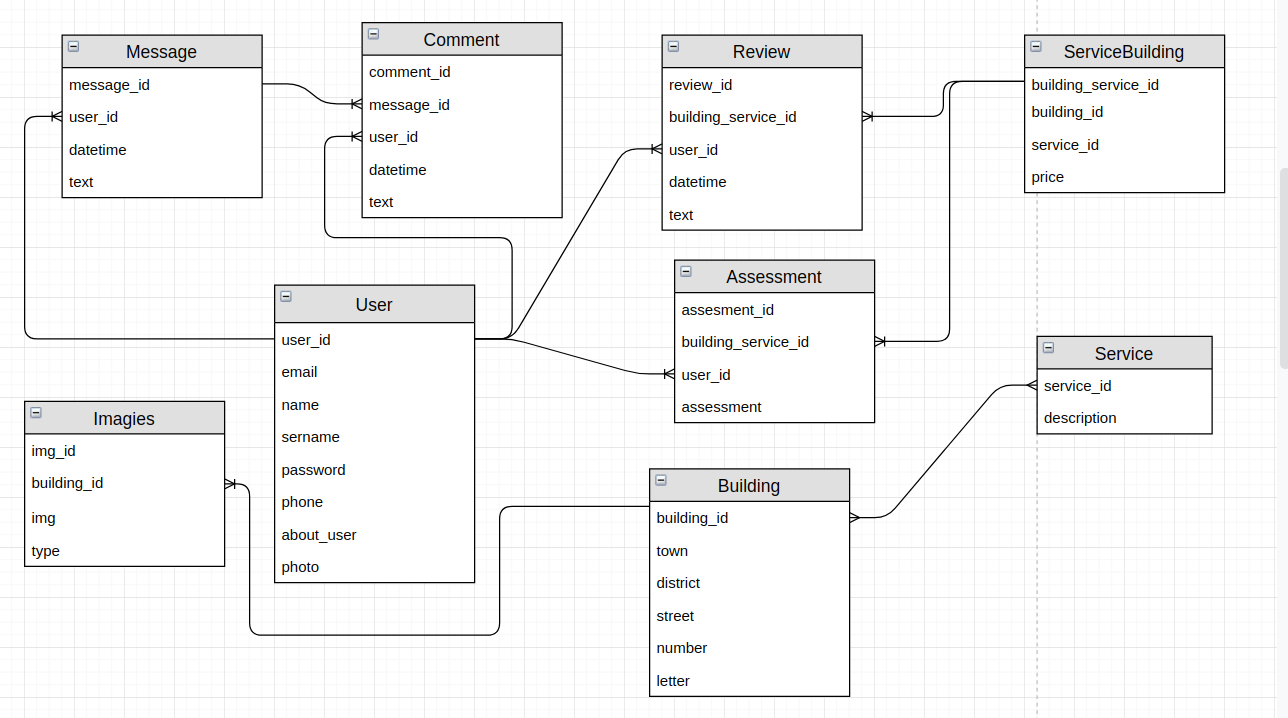 Message
message_id
user_id
datetime
text
Comment
comment_id
message_id
user_id
datetime
text
Review
review_id
building_service_id
user_id
datetime
text
ServiceBuilding
building_service_id
building_id
service_id
price
User
user_id
email
name
sername
password
phone
about_user
photo
Assessment
assesment_id
building_service_id
user_id
assessment
Service
service_id
description
Imagies
img_id
building_id
img
type
Building
building_id
town
district
street
number
letter